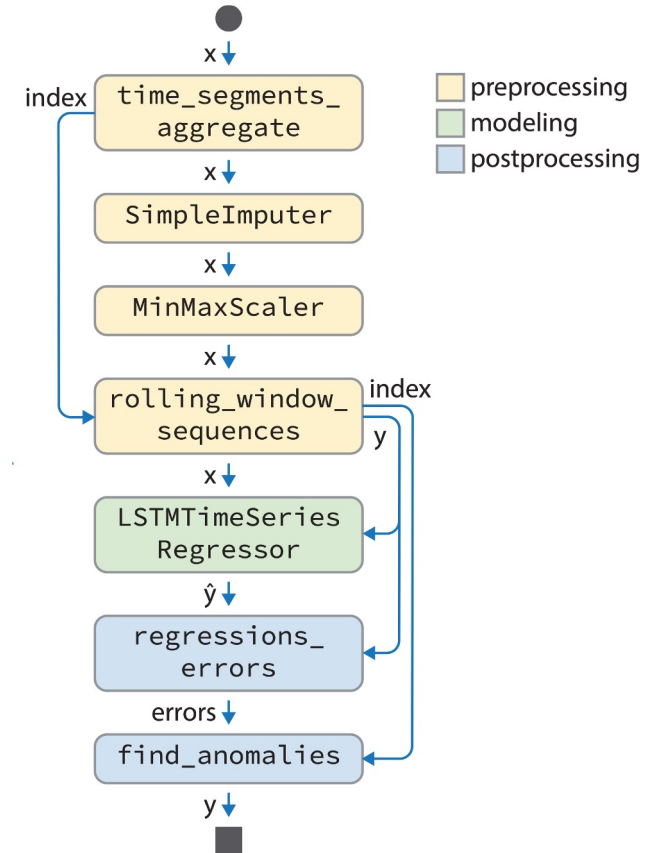 x
index
time_segments_
aggregate
preprocessing
modeling
postprocessing
x
SimpleImputer
x
MinMaxScaler
x
rolling_window_
sequences
index
y
x
LSTMTimeSeries
Regressor
ŷ
regressions_
errors
errors
find_anomalies
y